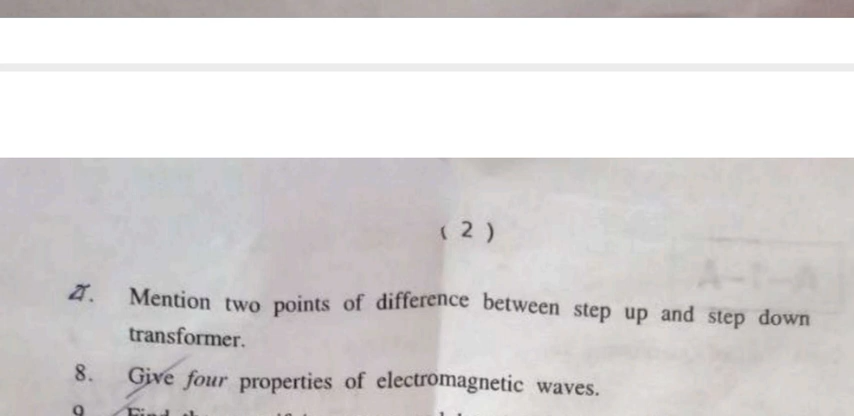 ( 2 )
7. Mention two points of difference between step up and step down
transformer.
8. Give four properties of electromagnetic waves.
9